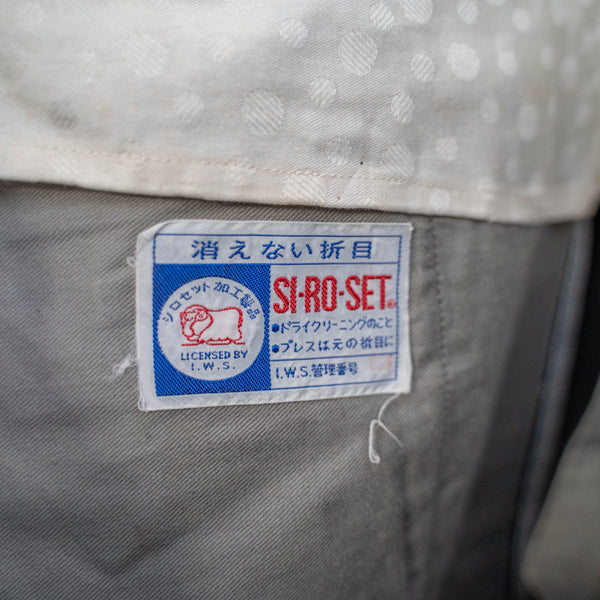 消えない折目
シロセット加工製品
LICENSED BY
I.W.S.
SI-RO-SET®
●ドライクリーニングのこと
●プレスは元の折目に
I.W.S.管理番号